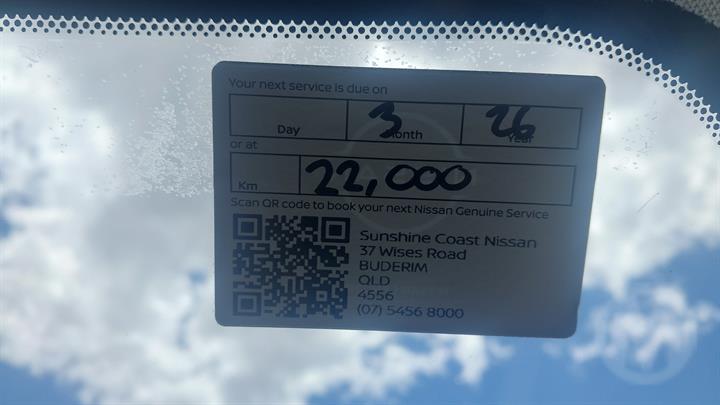 Your next service is due on
3 26
Day Month Year
or at
Km 22,000
Scan QR code to book your next Nissan Genuine Service
Sunshine Coast Nissan
37 Wises Road
BUDERIM
QLD
4556
(07) 5456 8000